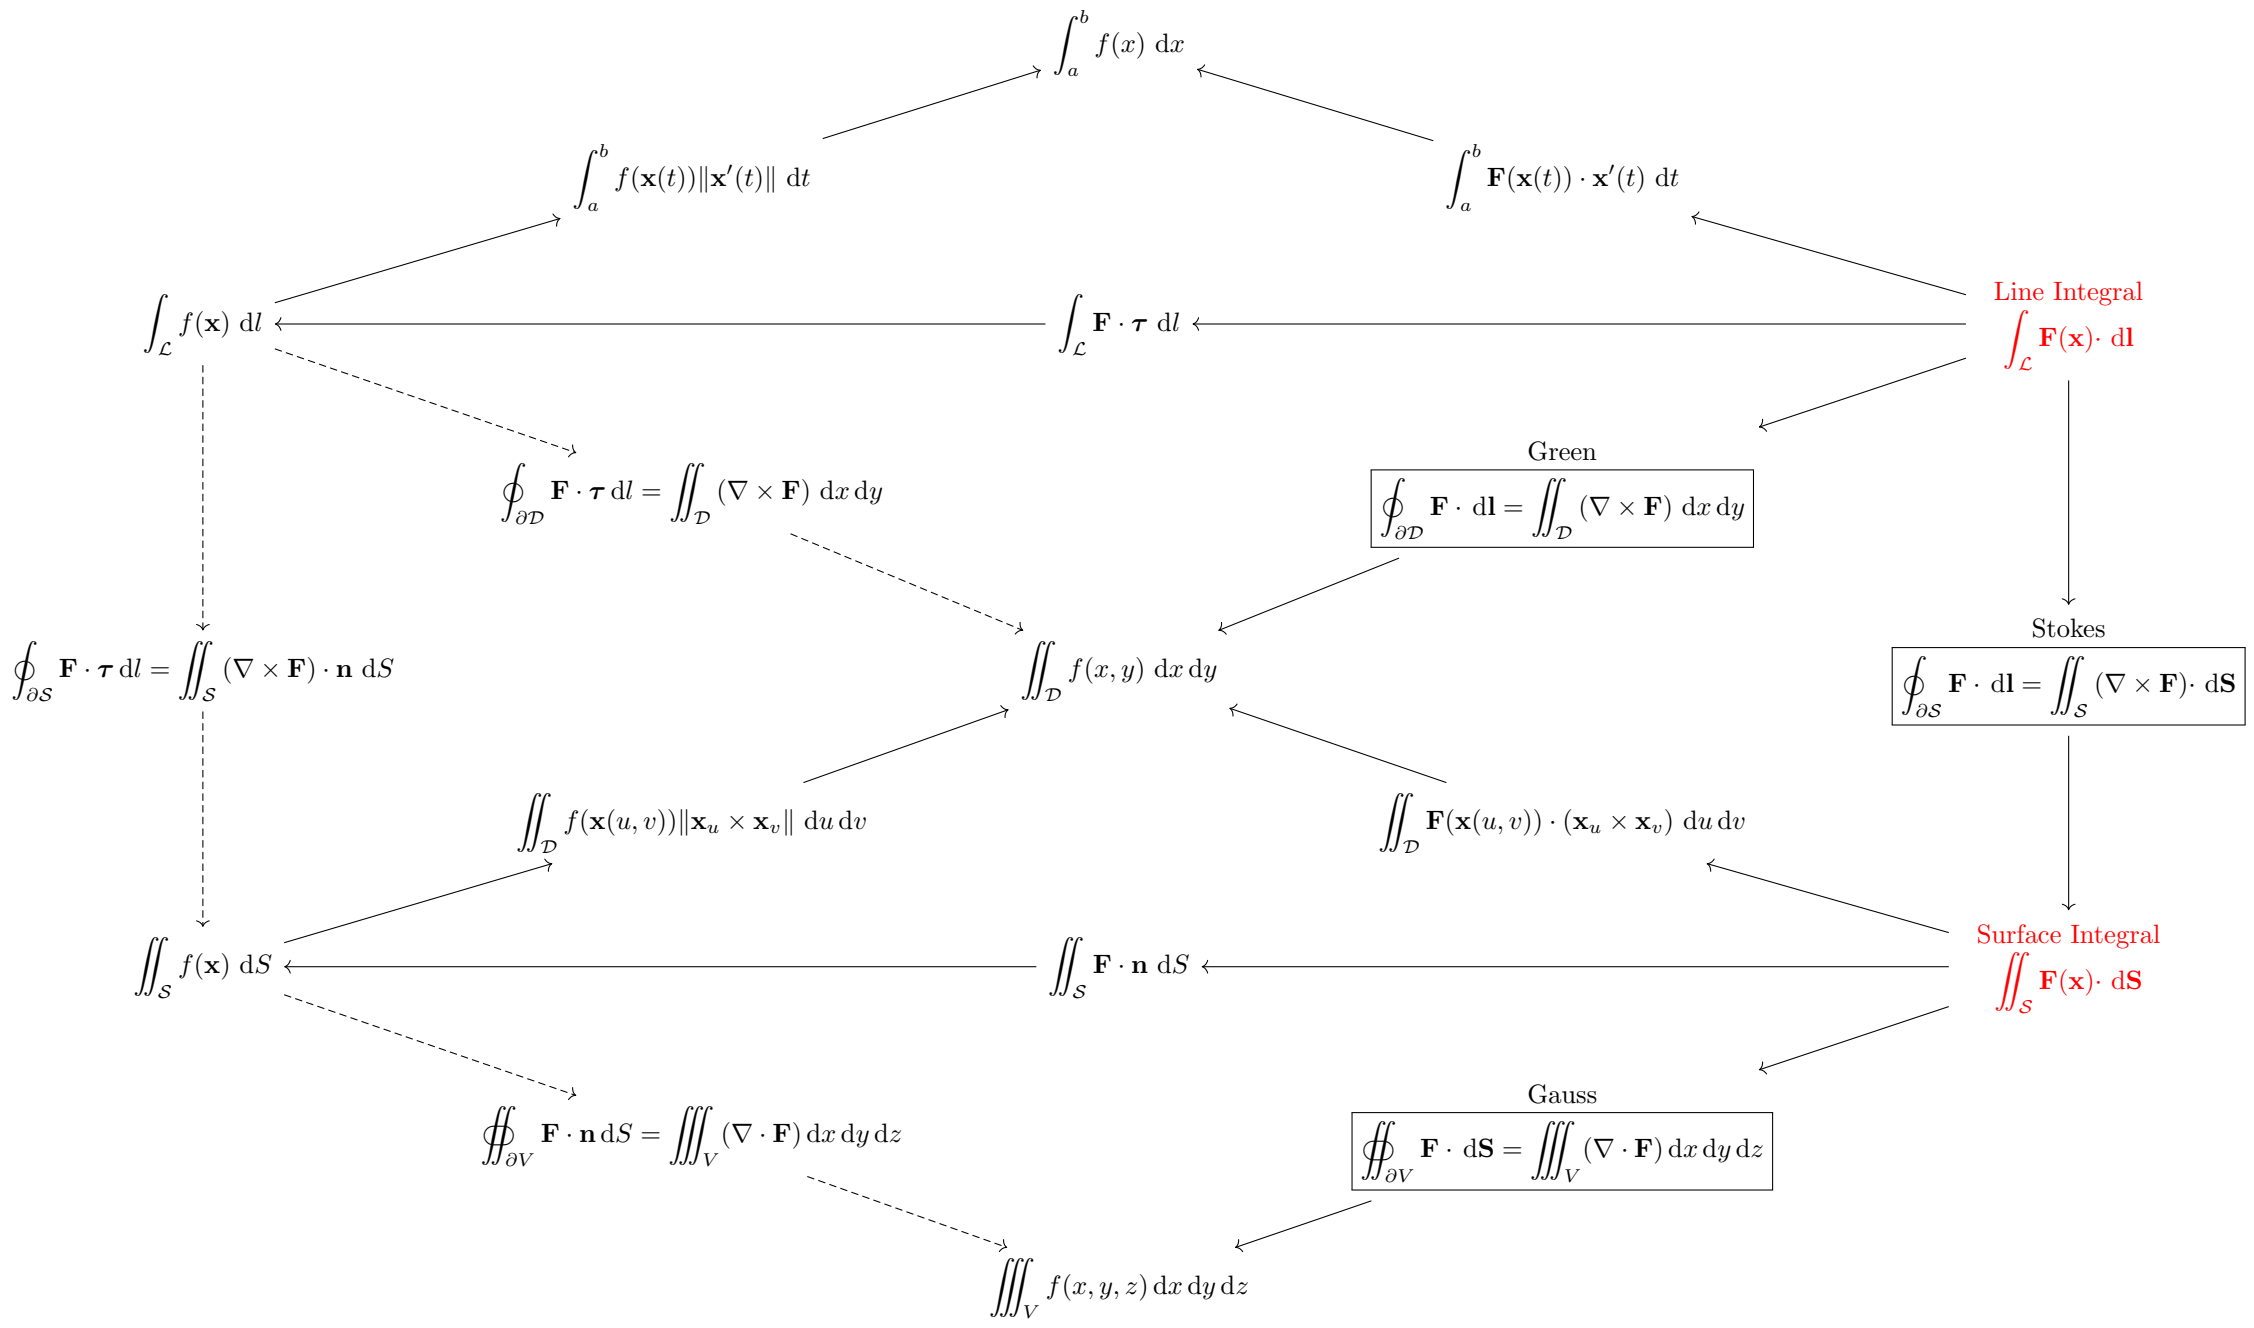 ∫_a^b f(x) dx
∫_a^b f(𝐱(t))‖𝐱′(t)‖ dt
∫_a^b 𝐅(𝐱(t)) · 𝐱′(t) dt
∫_ℒ f(𝐱) dl
∫_ℒ 𝐅 · 𝛕 dl
Line Integral
∫_ℒ 𝐅(𝐱)· d𝐥
∮_{∂𝒟} 𝐅 · 𝛕 dl = ∬_𝒟 (∇ × 𝐅) dx dy
Green
∮_{∂𝒟} 𝐅 · d𝐥 = ∬_𝒟 (∇ × 𝐅) dx dy
∮_{∂𝒮} 𝐅 · 𝛕 dl = ∬_𝒮 (∇ × 𝐅) · 𝐧 dS
∬_𝒟 f(x, y) dx dy
Stokes
∮_{∂𝒮} 𝐅 · d𝐥 = ∬_𝒮 (∇ × 𝐅)· d𝐒
∬_𝒟 f(𝐱(u, v))‖𝐱_u × 𝐱_v‖ du dv
∬_𝒟 𝐅(𝐱(u, v)) · (𝐱_u × 𝐱_v) du dv
∬_𝒮 f(𝐱) dS
∬_𝒮 𝐅 · 𝐧 dS
Surface Integral
∬_𝒮 𝐅(𝐱)· d𝐒
∯_{∂V} 𝐅 · 𝐧 dS = ∭_V (∇ · 𝐅) dx dy dz
Gauss
∯_{∂V} 𝐅 · d𝐒 = ∭_V (∇ · 𝐅) dx dy dz
∭_V f(x, y, z) dx dy dz